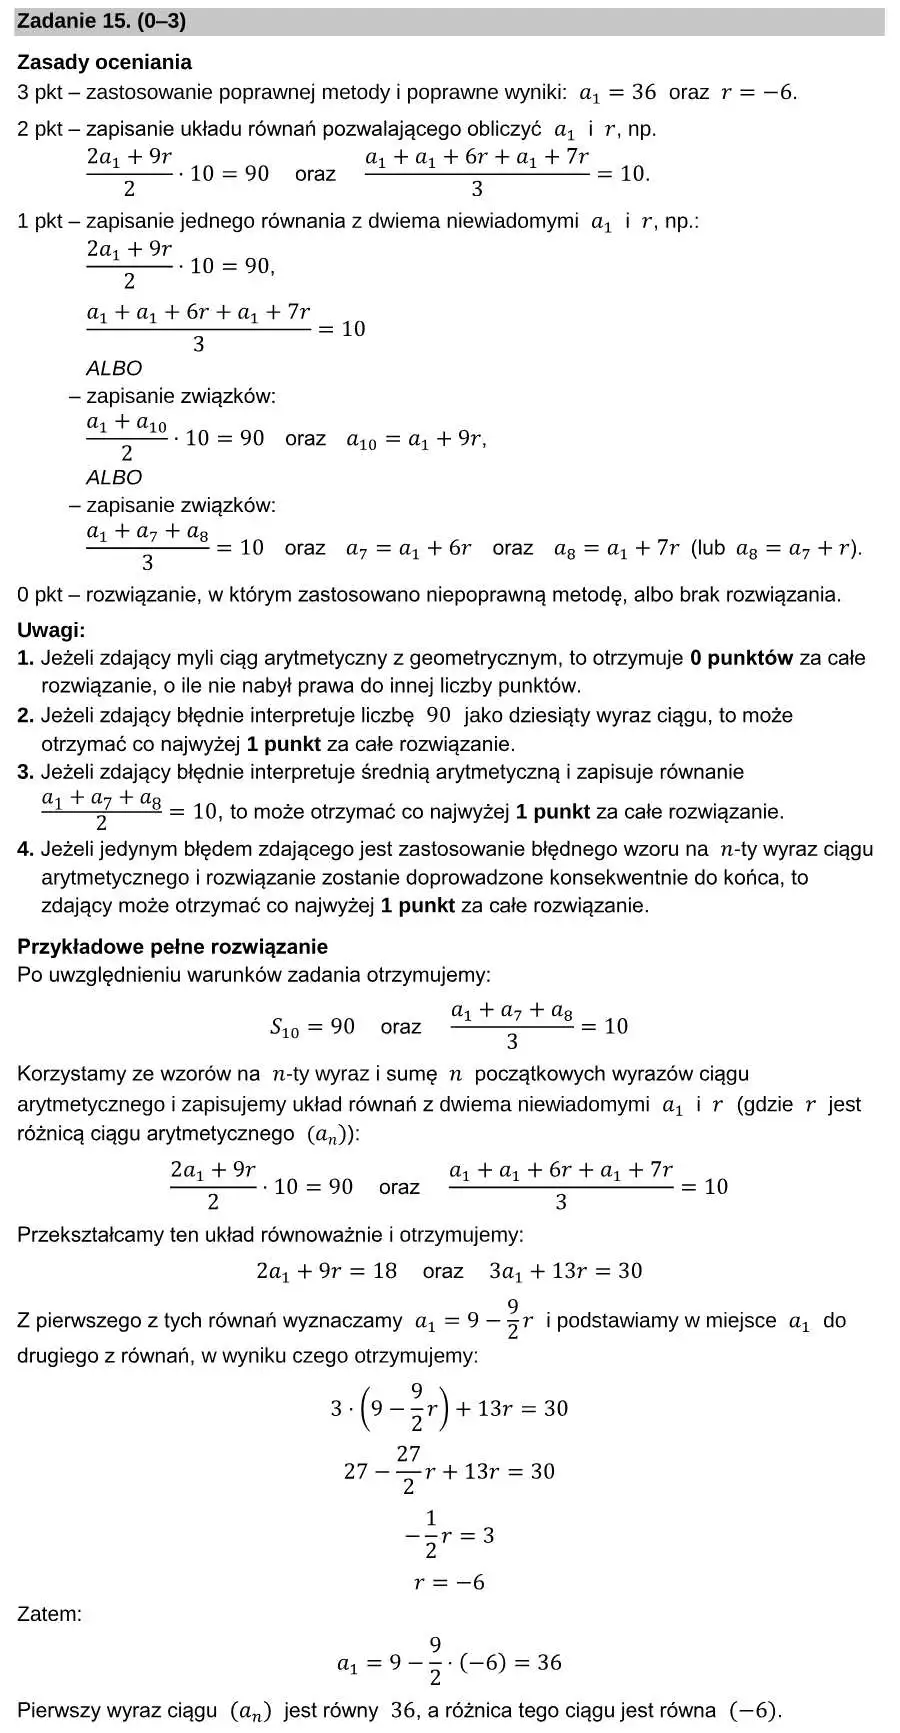 Zadanie 15. (0–3)
Zasady oceniania
3 pkt – zastosowanie poprawnej metody i poprawne wyniki: a₁ = 36 oraz r = −6.
2 pkt – zapisanie układu równań pozwalającego obliczyć a₁ i r, np.
(2a₁ + 9r)/2 · 10 = 90 oraz (a₁ + a₁ + 6r + a₁ + 7r)/3 = 10.
1 pkt – zapisanie jednego równania z dwiema niewiadomymi a₁ i r, np.:
(2a₁ + 9r)/2 · 10 = 90,
(a₁ + a₁ + 6r + a₁ + 7r)/3 = 10
ALBO
– zapisanie związków:
(a₁ + a₁₀)/2 · 10 = 90 oraz a₁₀ = a₁ + 9r,
ALBO
– zapisanie związków:
(a₁ + a₇ + a₈)/3 = 10 oraz a₇ = a₁ + 6r oraz a₈ = a₁ + 7r (lub a₈ = a₇ + r).
0 pkt – rozwiązanie, w którym zastosowano niepoprawną metodę, albo brak rozwiązania.
Uwagi:
1. Jeżeli zdający myli ciąg arytmetyczny z geometrycznym, to otrzymuje 0 punktów za całe
rozwiązanie, o ile nie nabył prawa do innej liczby punktów.
2. Jeżeli zdający błędnie interpretuje liczbę 90 jako dziesiąty wyraz ciągu, to może
otrzymać co najwyżej 1 punkt za całe rozwiązanie.
3. Jeżeli zdający błędnie interpretuje średnią arytmetyczną i zapisuje równanie
(a₁ + a₇ + a₈)/2 = 10, to może otrzymać co najwyżej 1 punkt za całe rozwiązanie.
4. Jeżeli jedynym błędem zdającego jest zastosowanie błędnego wzoru na n-ty wyraz ciągu
arytmetycznego i rozwiązanie zostanie doprowadzone konsekwentnie do końca, to
zdający może otrzymać co najwyżej 1 punkt za całe rozwiązanie.
Przykładowe pełne rozwiązanie
Po uwzględnieniu warunków zadania otrzymujemy:
S₁₀ = 90 oraz (a₁ + a₇ + a₈)/3 = 10
Korzystamy ze wzorów na n-ty wyraz i sumę n początkowych wyrazów ciągu
arytmetycznego i zapisujemy układ równań z dwiema niewiadomymi a₁ i r (gdzie r jest
różnicą ciągu arytmetycznego (aₙ)):
(2a₁ + 9r)/2 · 10 = 90 oraz (a₁ + a₁ + 6r + a₁ + 7r)/3 = 10
Przekształcamy ten układ równoważnie i otrzymujemy:
2a₁ + 9r = 18 oraz 3a₁ + 13r = 30
Z pierwszego z tych równań wyznaczamy a₁ = 9 − 9/2 r i podstawiamy w miejsce a₁ do
drugiego z równań, w wyniku czego otrzymujemy:
3 · (9 − 9/2 r) + 13r = 30
27 − 27/2 r + 13r = 30
−1/2 r = 3
r = −6
Zatem:
a₁ = 9 − 9/2 · (−6) = 36
Pierwszy wyraz ciągu (aₙ) jest równy 36, a różnica tego ciągu jest równa (−6).